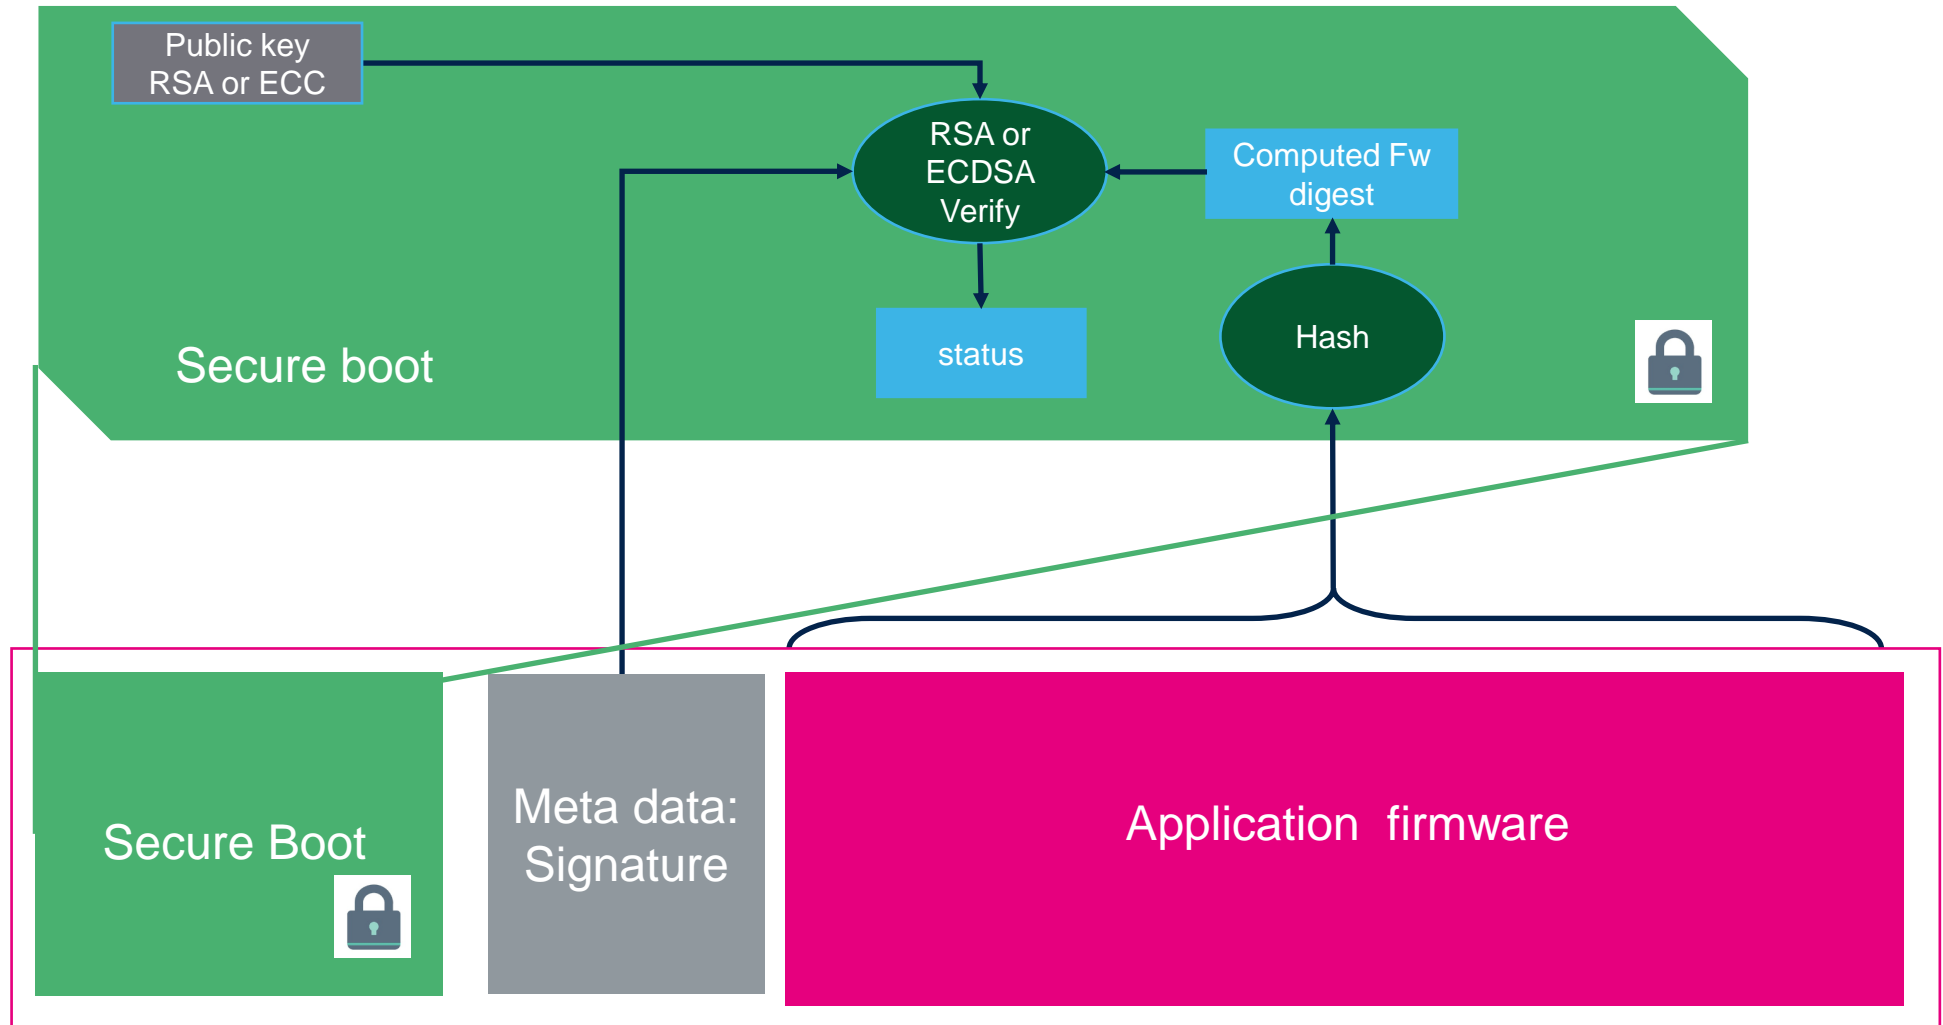 Public key
RSA or ECC
RSA or
ECDSA
Verify
Computed Fw
digest
status
Hash
Secure boot
Secure Boot
Meta data:
Signature
Application  firmware